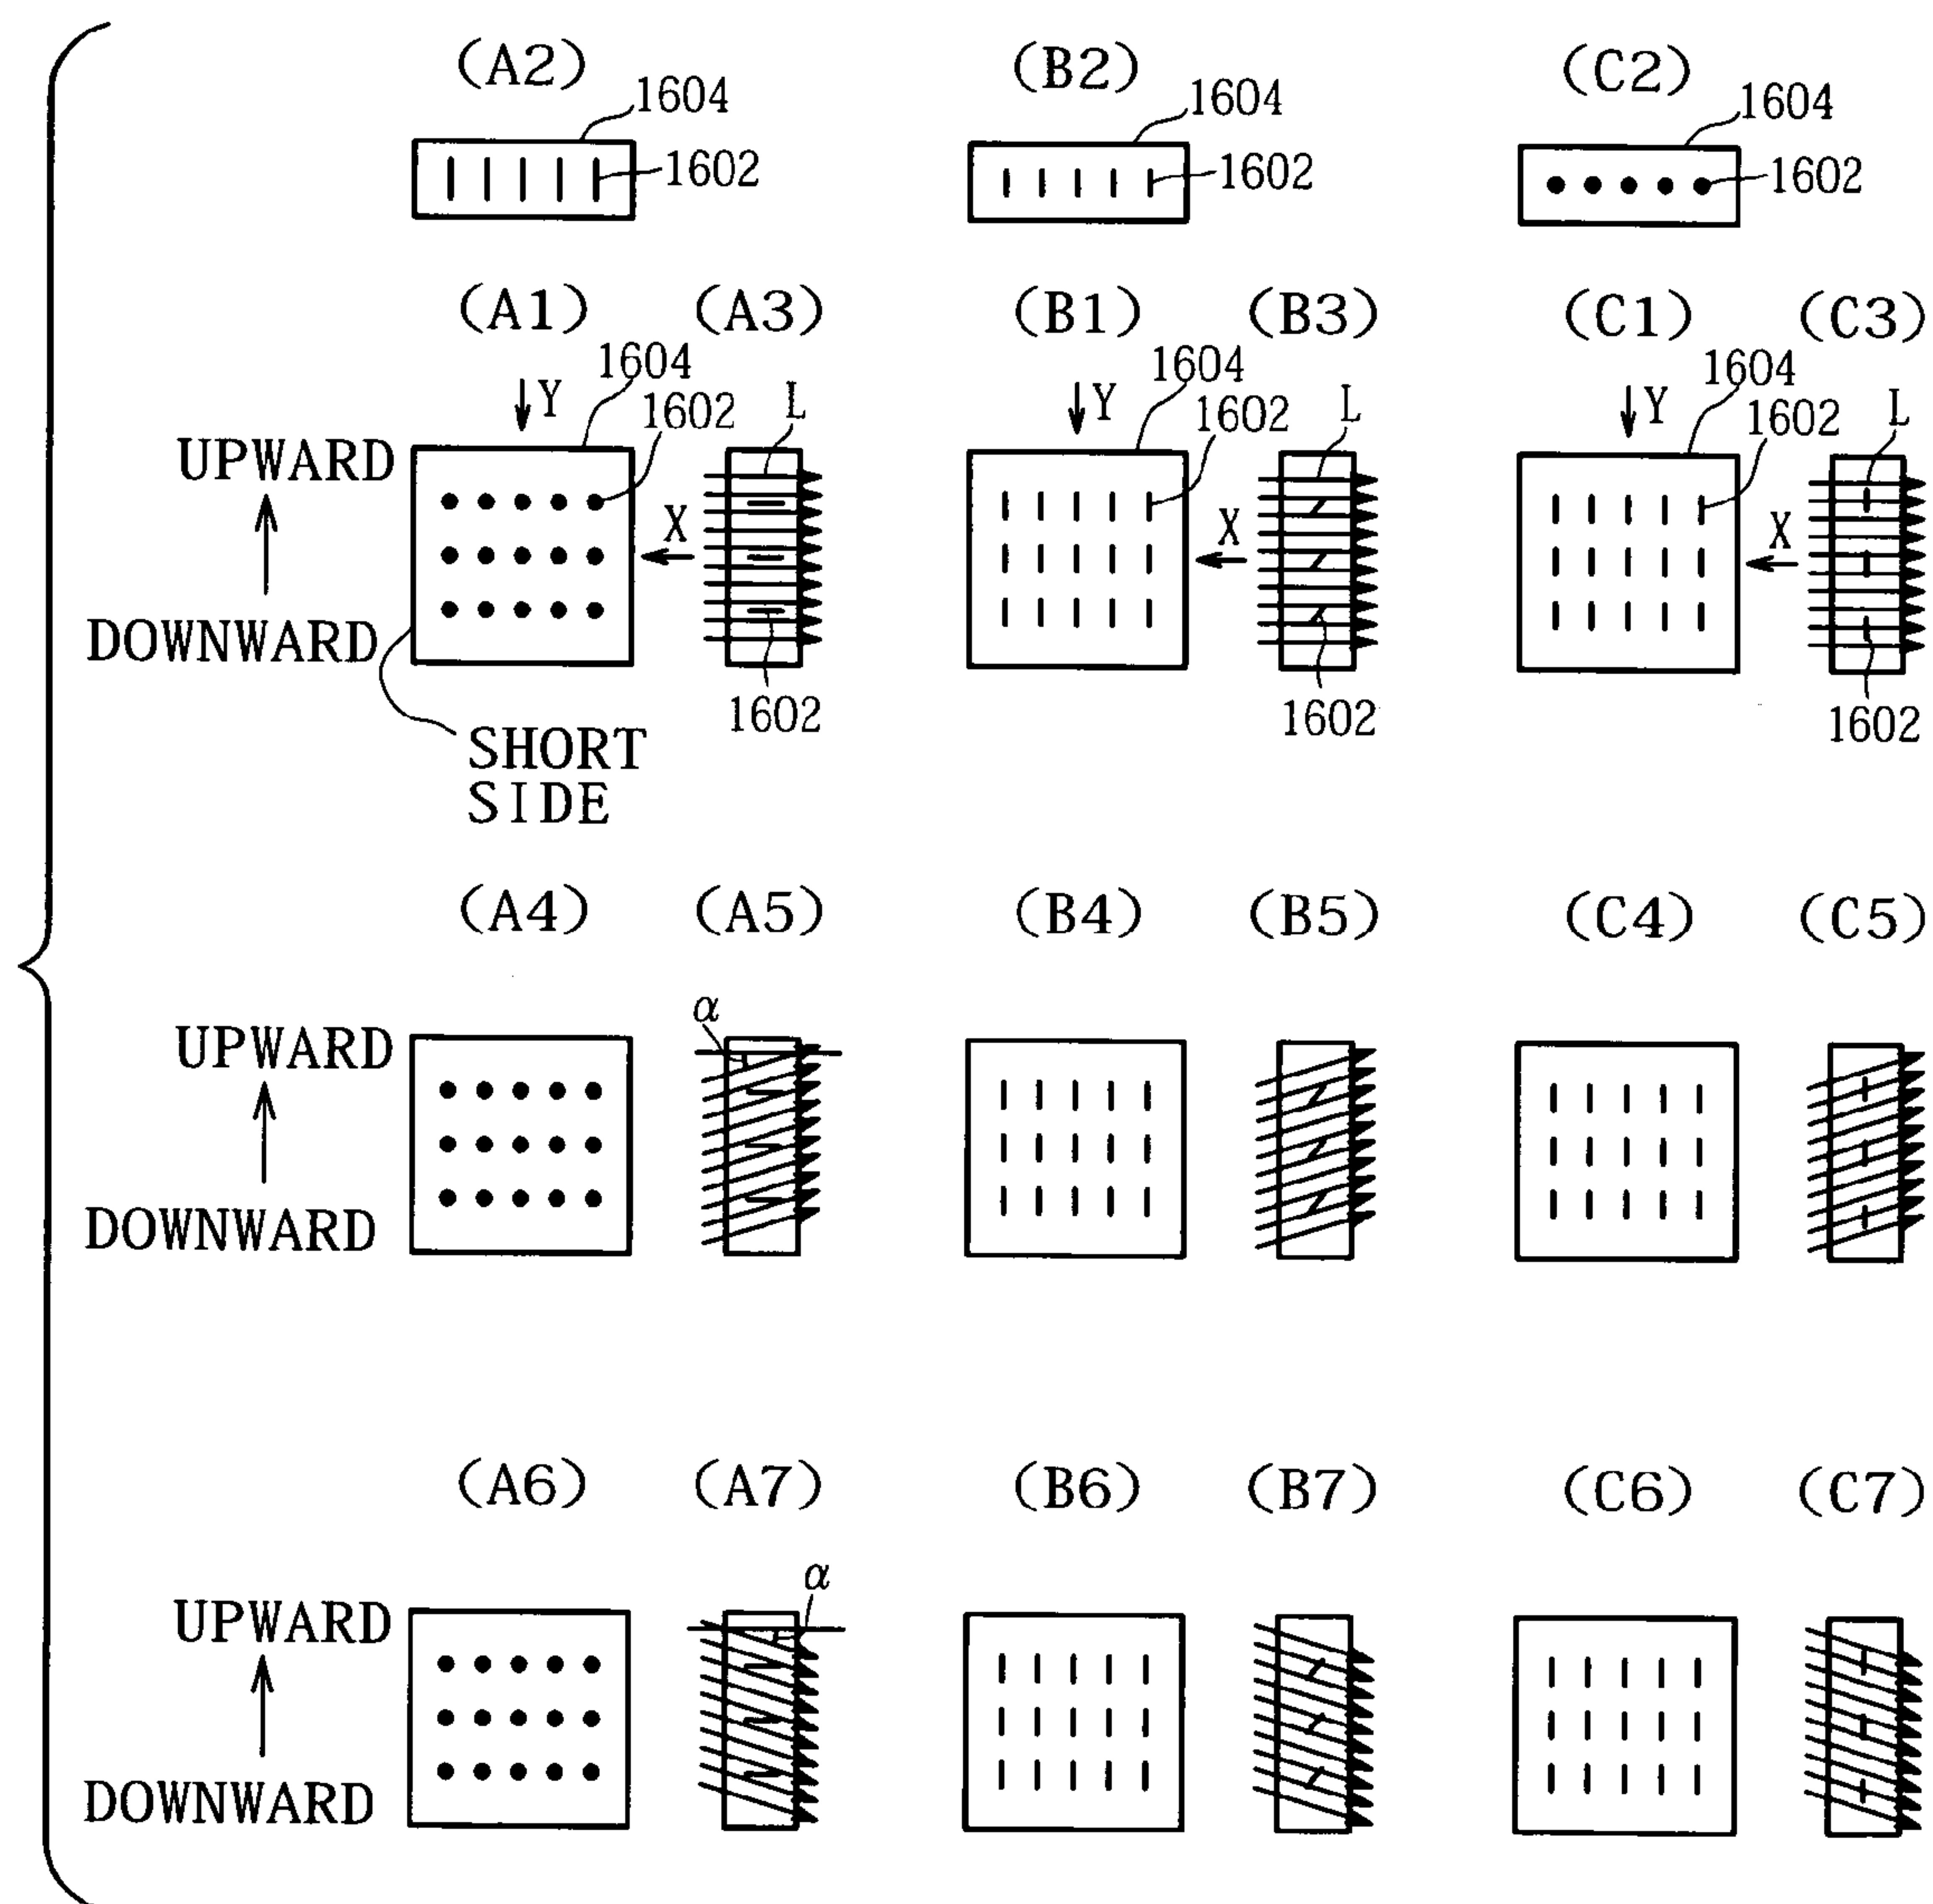 (A2) (B2) (C2)
1604 1604 1604
1602 1602 1602
(A1) (A3) (B1) (B3) (C1) (C3)
1604 1604 1604
Y 1602 L Y 1602 L Y 1602 L
UPWARD
X X X
DOWNWARD
1602 1602 1602
SHORT
SIDE
(A4) (A5) (B4) (B5) (C4) (C5)
α
UPWARD
DOWNWARD
(A6) (A7) (B6) (B7) (C6) (C7)
α
UPWARD
DOWNWARD